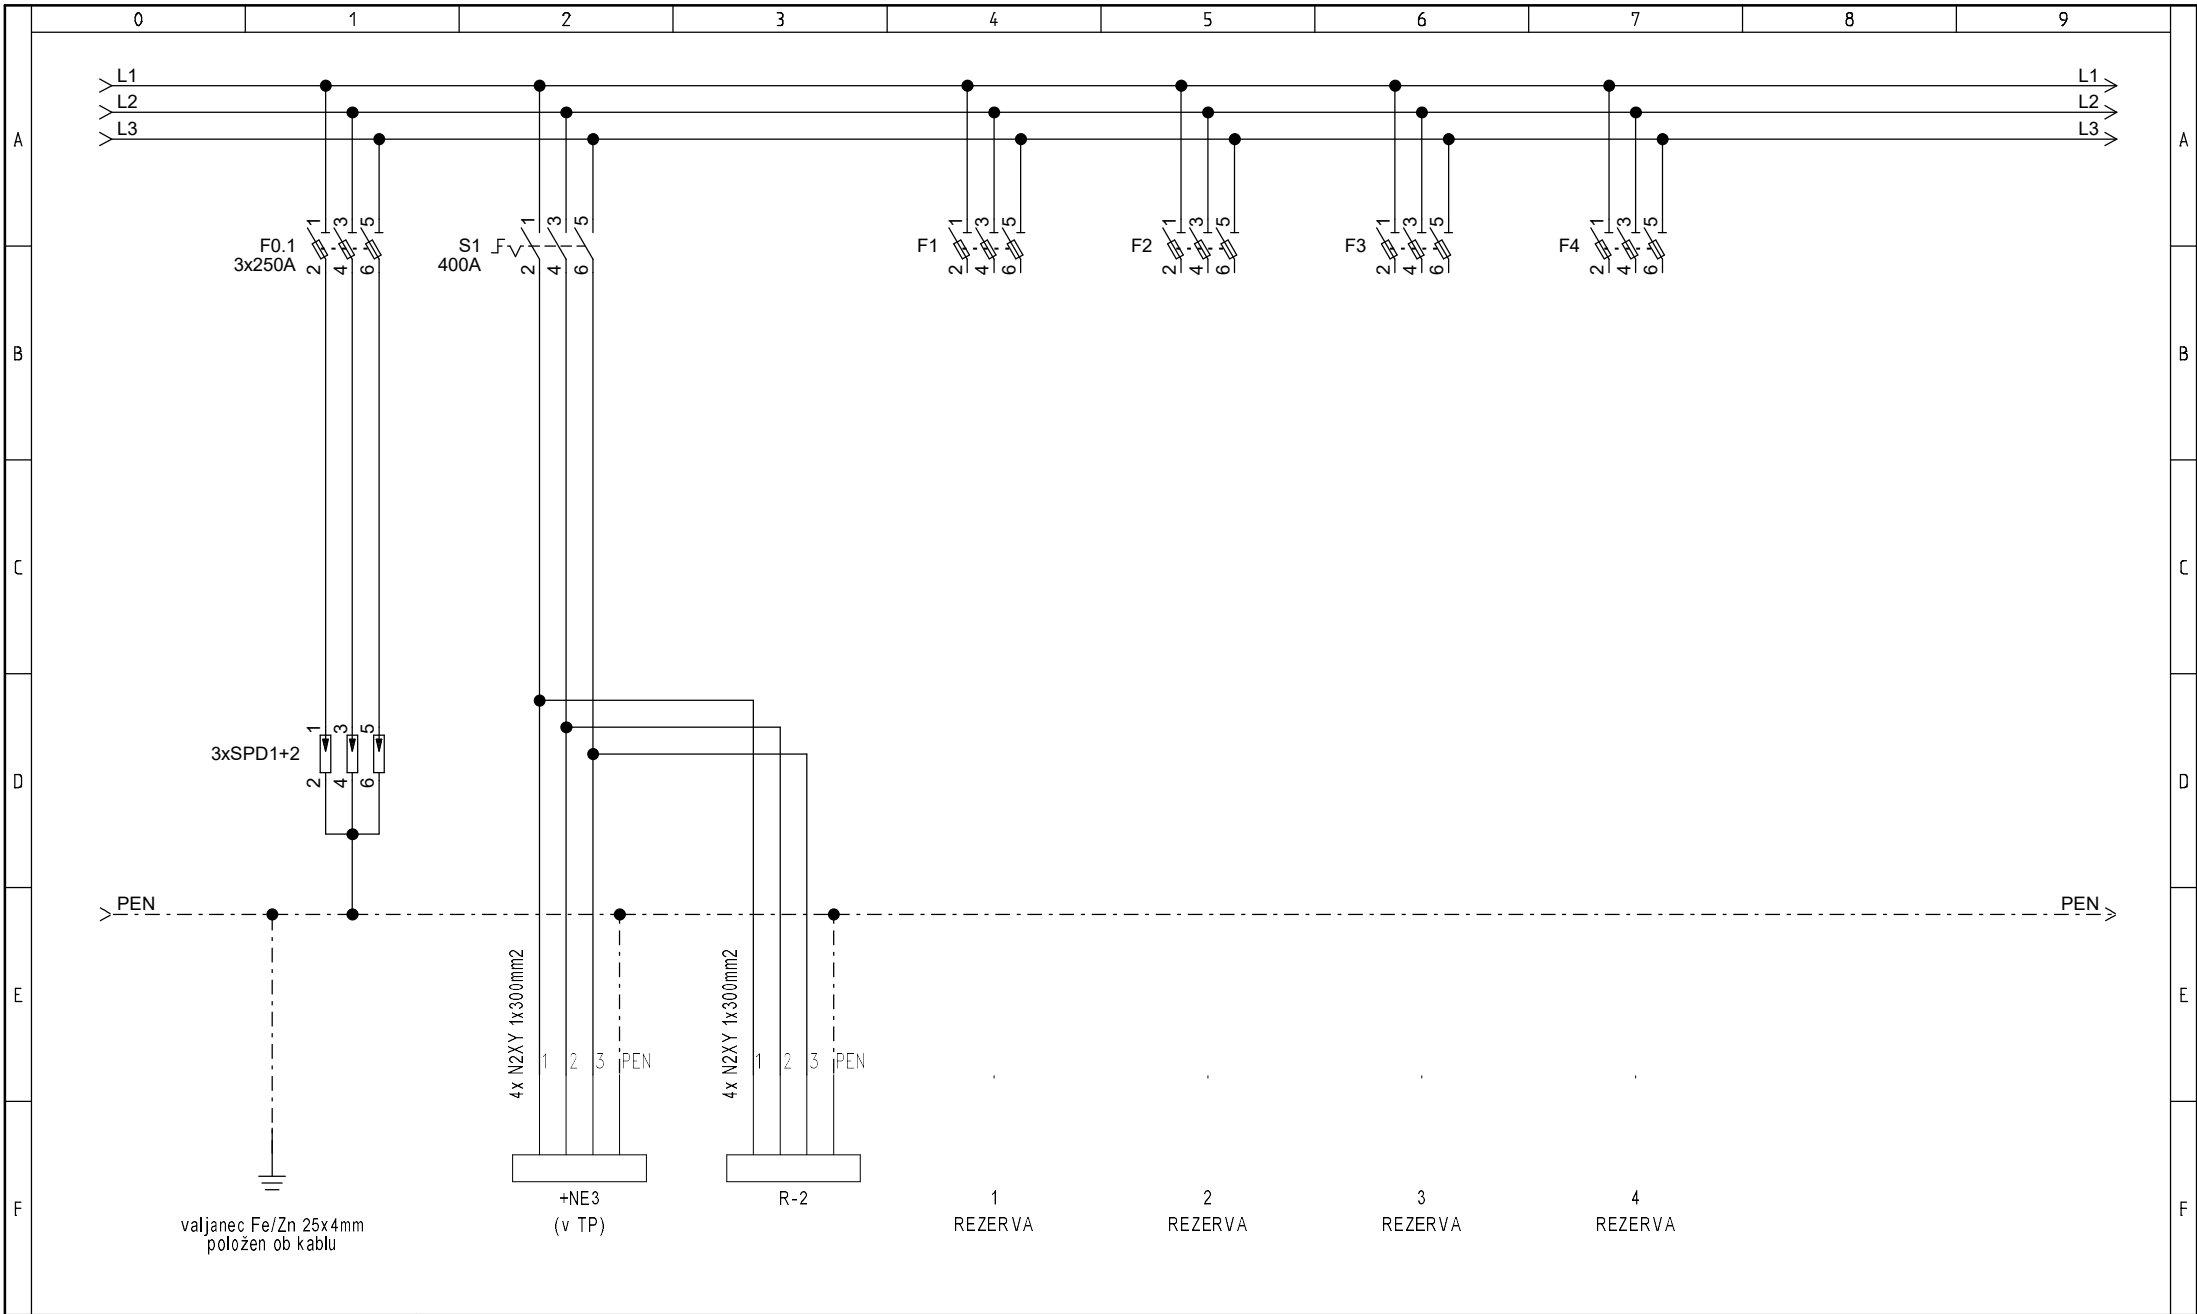 0 1 2 3 4 5 6 7 8 9
L1 L1
L2 L2
L3 L3
A A
1 3 5 1 3 5 1 3 5 1 3 5 1 3 5 1 3 5
F0.1 S1 F1 F2 F3 F4
3x250A 400A
2 4 6 2 4 6 2 4 6 2 4 6 2 4 6 2 4 6
B B
C C
1 3 5
3xSPD1+2
2 4 6
D D
PEN PEN
4x N2XY 1x300mm2
4x N2XY 1x300mm2
E E
1 2 3 PEN 1 2 3 PEN
+NE3 R-2 1 2 3 4
(v TP) REZERVA REZERVA REZERVA REZERVA
F F
valjanec Fe/Zn 25x4mm
položen ob kablu